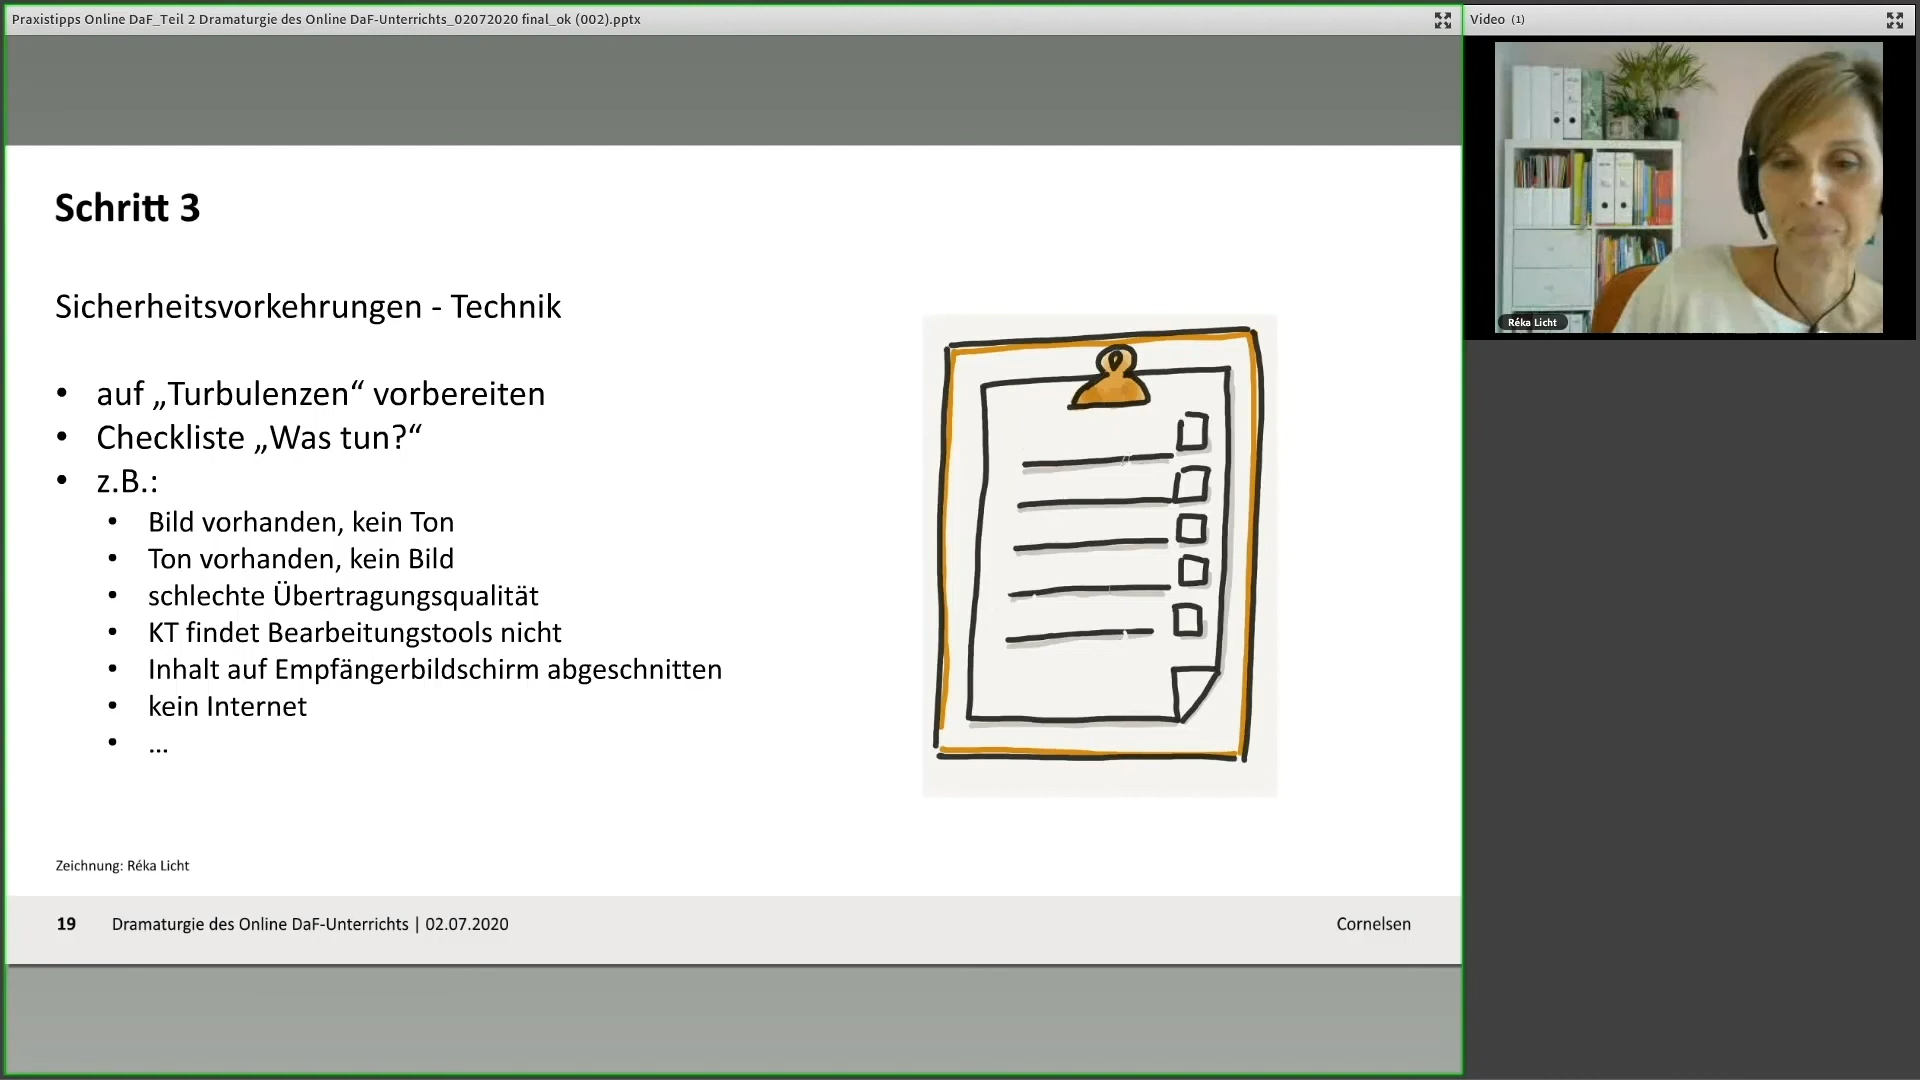 Praxistipps Online DaF_Teil 2 Dramaturgie des Online DaF-Unterrichts_02072020 final_ok (002).pptx
Video (1)
Réka Licht
Schritt 3
Sicherheitsvorkehrungen - Technik
• auf „Turbulenzen“ vorbereiten
• Checkliste „Was tun?“
• z.B.:
• Bild vorhanden, kein Ton
• Ton vorhanden, kein Bild
• schlechte Übertragungsqualität
• KT findet Bearbeitungstools nicht
• Inhalt auf Empfängerbildschirm abgeschnitten
• kein Internet
• ...
Zeichnung: Réka Licht
19 Dramaturgie des Online DaF-Unterrichts | 02.07.2020 Cornelsen